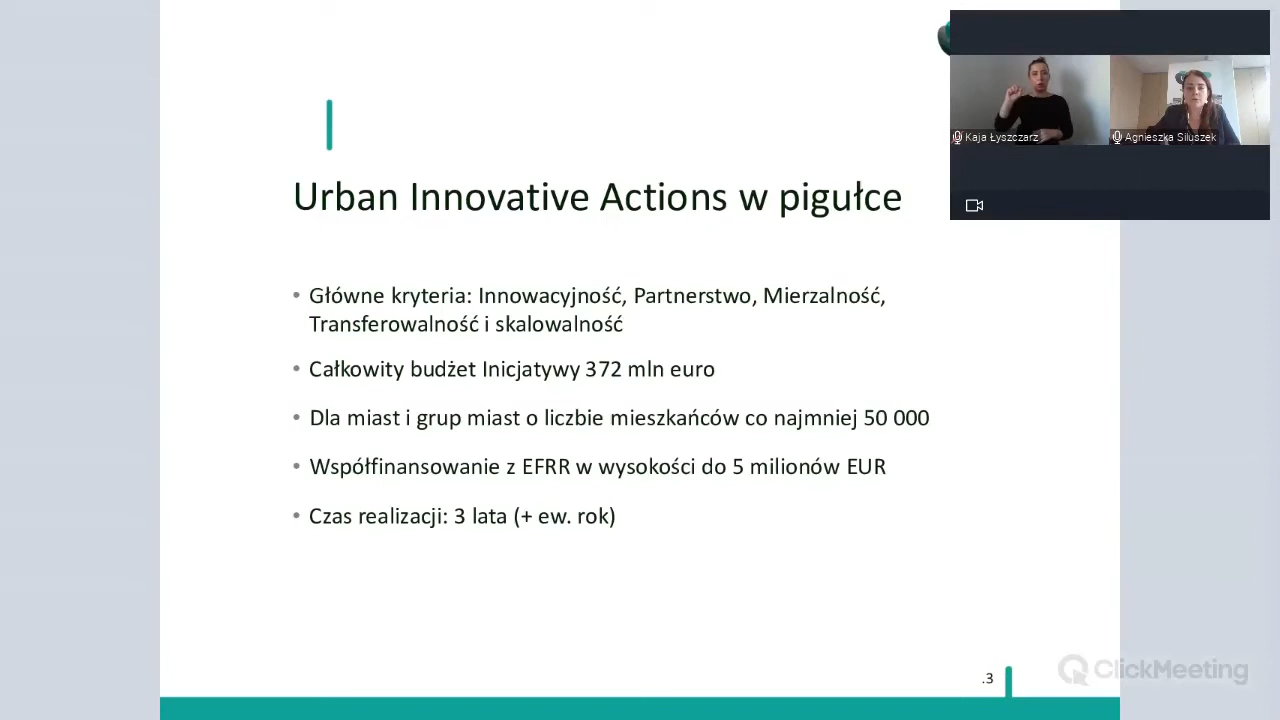 Kaja Łyszczarz
Agnieszka Siluszek
Urban Innovative Actions w pigułce
• Główne kryteria: Innowacyjność, Partnerstwo, Mierzalność,
Transferowalność i skalowalność
• Całkowity budżet Inicjatywy 372 mln euro
• Dla miast i grup miast o liczbie mieszkańców co najmniej 50 000
• Współfinansowanie z EFRR w wysokości do 5 milionów EUR
• Czas realizacji: 3 lata (+ ew. rok)
.3
ClickMeeting